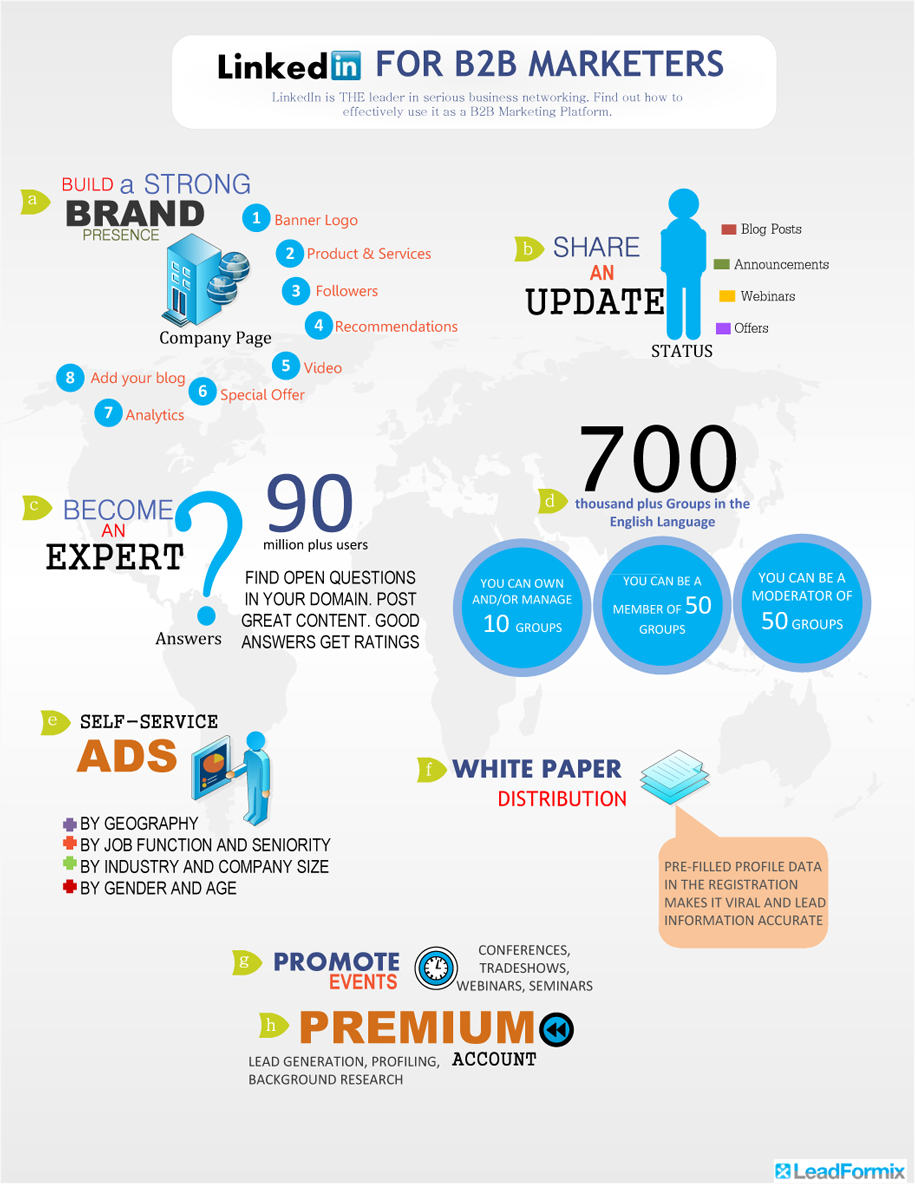 Linked in FOR B2B MARKETERS
LinkedIn is THE leader in serious business networking. Find out how to
effectively use it as a B2B Marketing Platform.
a
BUILD a STRONG
BRAND
PRESENCE
Company Page
1 Banner Logo
2 Product & Services
3 Followers
4 Recommendations
5 Video
6 Special Offer
7 Analytics
8 Add your blog
b
SHARE
AN
UPDATE
STATUS
Blog Posts
Announcements
Webinars
Offers
c
BECOME
AN
EXPERT
?
Answers
90
million plus users
FIND OPEN QUESTIONS
IN YOUR DOMAIN. POST
GREAT CONTENT. GOOD
ANSWERS GET RATINGS
700
d
thousand plus Groups in the
English Language
YOU CAN OWN
AND/OR MANAGE
10 GROUPS
YOU CAN BE A
MEMBER OF 50
GROUPS
YOU CAN BE A
MODERATOR OF
50 GROUPS
e
SELF-SERVICE
ADS
BY GEOGRAPHY
BY JOB FUNCTION AND SENIORITY
BY INDUSTRY AND COMPANY SIZE
BY GENDER AND AGE
f
WHITE PAPER
DISTRIBUTION
PRE-FILLED PROFILE DATA
IN THE REGISTRATION
MAKES IT VIRAL AND LEAD
INFORMATION ACCURATE
g
PROMOTE
EVENTS
CONFERENCES,
TRADESHOWS,
WEBINARS, SEMINARS
h
PREMIUM
ACCOUNT
LEAD GENERATION, PROFILING,
BACKGROUND RESEARCH
LeadFormix